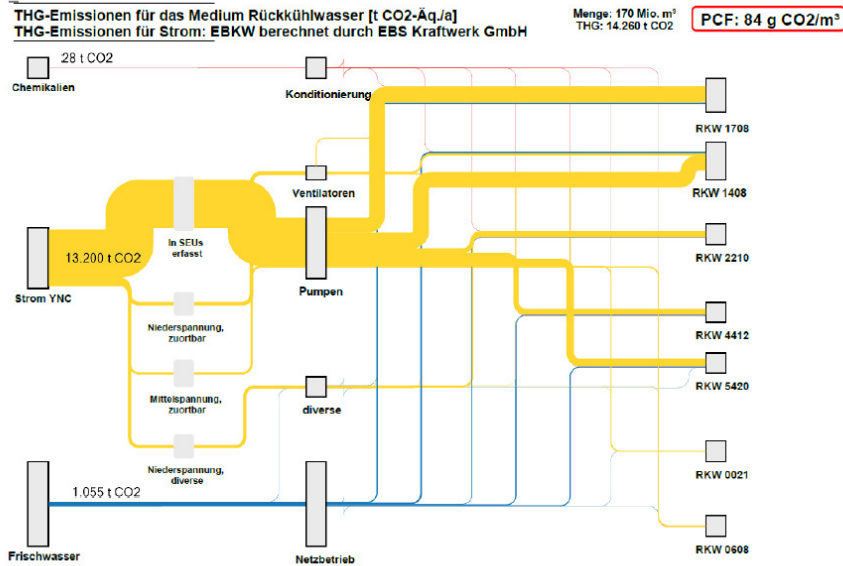 THG-Emissionen für das Medium Rückkühlwasser [t CO2-Äq./a]
THG-Emissionen für Strom: EBKW berechnet durch EBS Kraftwerk GmbH
Menge: 170 Mio. m³
THG: 14.260 t CO2
PCF: 84 g CO2/m³
28 t CO2
Chemikalien
Konditionierung
RKW 1708
Ventilatoren
RKW 1408
In SEUs
erfasst
13.200 t CO2
RKW 2210
Strom YNC
Pumpen
Niederspannung,
zuortbar
RKW 4412
RKW 5420
Mittelspannung,
zuortbar
diverse
Niederspannung,
diverse
RKW 0021
1.055 t CO2
Frischwasser
Netzbetrieb
RKW 0608